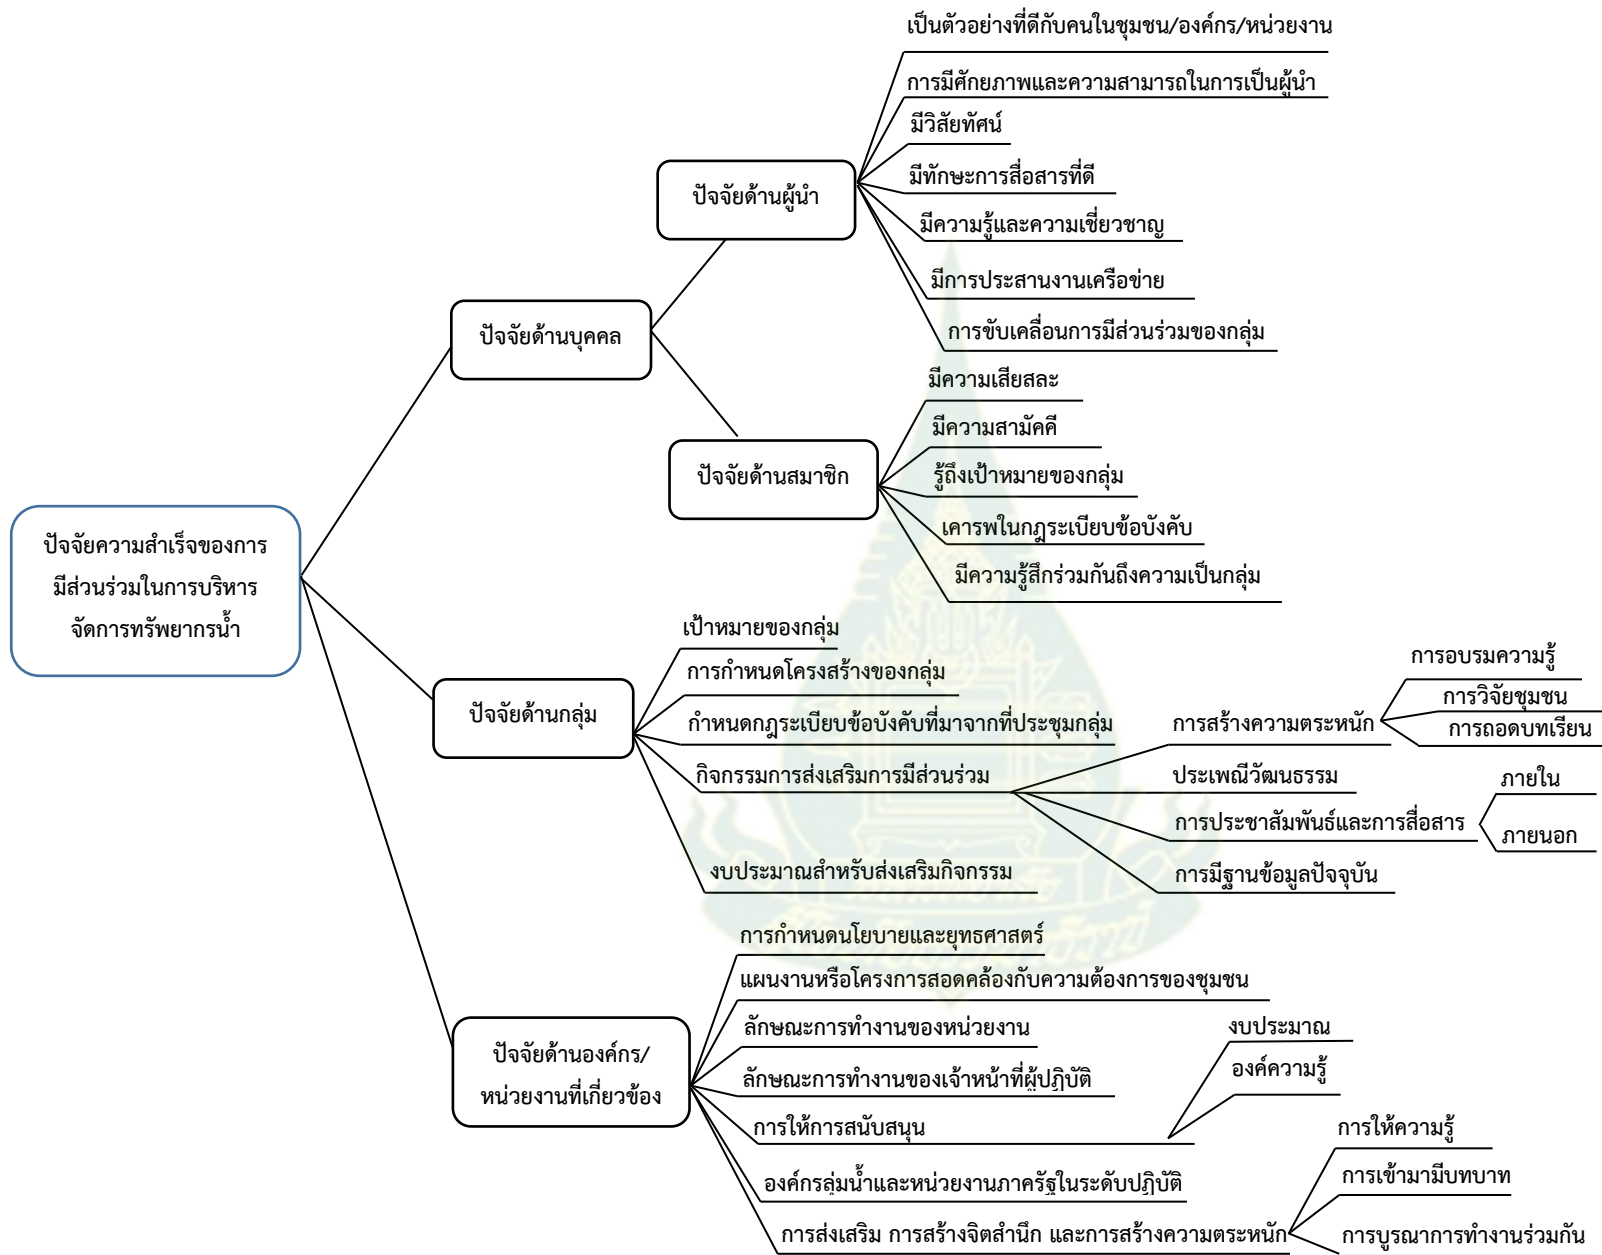 เป็นตัวอย่างที่ดีกับคนในชุมชน/องค์กร/หน่วยงาน
การมีศักยภาพและความสามารถในการเป็นผู้นำ
มีวิสัยทัศน์
มีทักษะการสื่อสารที่ดี
ปัจจัยด้านผู้นำ
มีความรู้และความเชี่ยวชาญ
มีการประสานงานเครือข่าย
การขับเคลื่อนการมีส่วนร่วมของกลุ่ม
ปัจจัยด้านบุคคล
มีความเสียสละ
มีความสามัคคี
ปัจจัยด้านสมาชิก
รู้ถึงเป้าหมายของกลุ่ม
เคารพในกฎระเบียบข้อบังคับ
มีความรู้สึกร่วมกันถึงความเป็นกลุ่ม
ปัจจัยความสำเร็จของการ
มีส่วนร่วมในการบริหาร
จัดการทรัพยากรน้ำ
เป้าหมายของกลุ่ม
การกำหนดโครงสร้างของกลุ่ม
ปัจจัยด้านกลุ่ม
กำหนดกฎระเบียบข้อบังคับที่มาจากที่ประชุมกลุ่ม
กิจกรรมการส่งเสริมการมีส่วนร่วม
งบประมาณสำหรับส่งเสริมกิจกรรม
การสร้างความตระหนัก
การอบรมความรู้
การวิจัยชุมชน
การถอดบทเรียน
ประเพณีวัฒนธรรม
การประชาสัมพันธ์และการสื่อสาร
ภายใน
ภายนอก
การมีฐานข้อมูลปัจจุบัน
การกำหนดนโยบายและยุทธศาสตร์
แผนงานหรือโครงการสอดคล้องกับความต้องการของชุมชน
ลักษณะการทำงานของหน่วยงาน
ปัจจัยด้านองค์กร/
หน่วยงานที่เกี่ยวข้อง
ลักษณะการทำงานของเจ้าหน้าที่ผู้ปฏิบัติ
การให้การสนับสนุน
งบประมาณ
องค์ความรู้
องค์กรลุ่มน้ำและหน่วยงานภาครัฐในระดับปฏิบัติ
การส่งเสริม การสร้างจิตสำนึก และการสร้างความตระหนัก
การให้ความรู้
การเข้ามามีบทบาท
การบูรณาการทำงานร่วมกัน